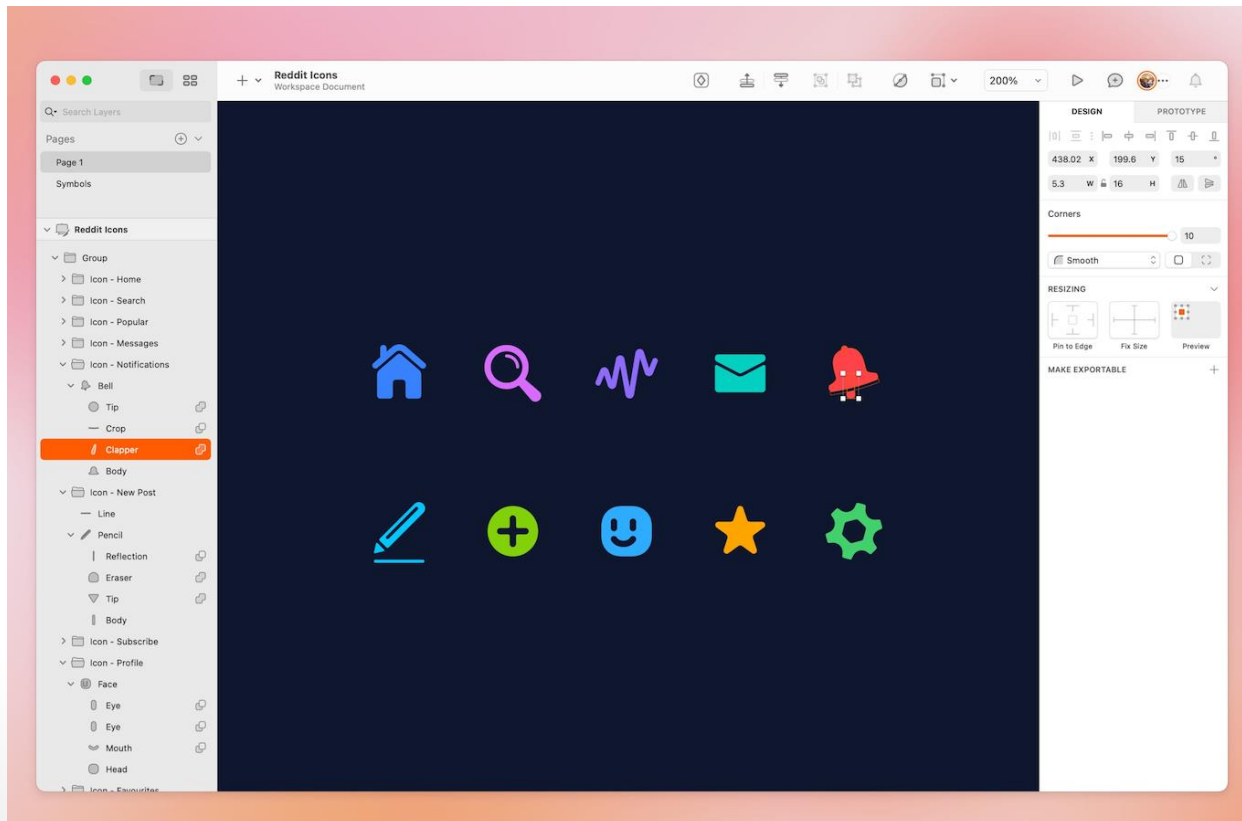 Reddit Icons
Workspace Document
200%
Search Layers
Pages
Page 1
Symbols
Reddit Icons
Group
Icon - Home
Icon - Search
Icon - Popular
Icon - Messages
Icon - Notifications
Bell
Tip
Crop
Clapper
Body
Icon - New Post
Line
Pencil
Reflection
Eraser
Tip
Body
Icon - Subscribe
Icon - Profile
Face
Eye
Eye
Mouth
Head
Icon - Favourites
DESIGN PROTOTYPE
438.02 X 199.6 Y 15 °
5.3 W 16 H
Corners
10
Smooth
RESIZING
Pin to Edge Fix Size Preview
MAKE EXPORTABLE